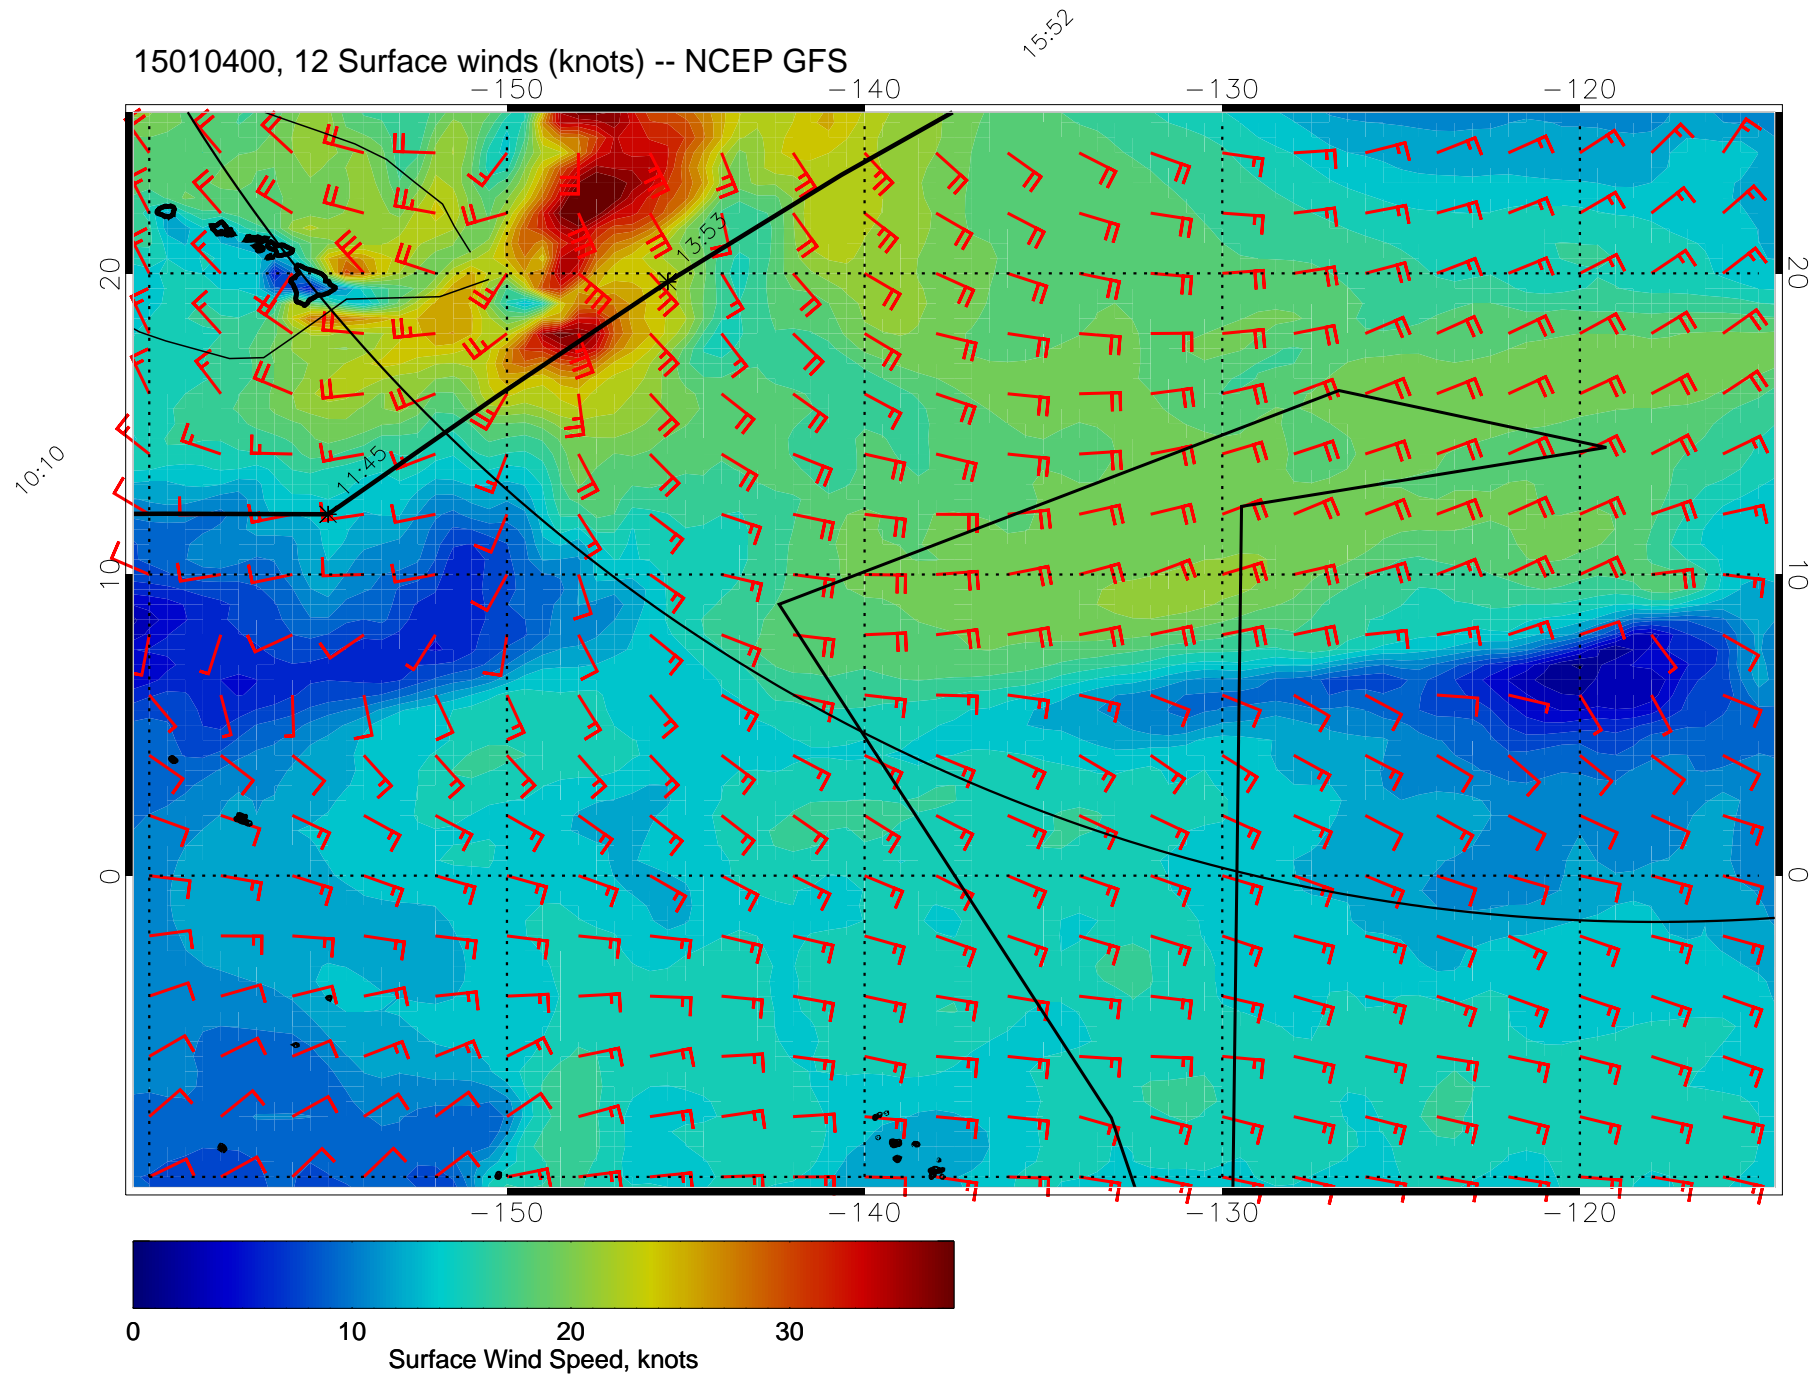 15:52
15010400, 12 Surface winds (knots) -- NCEP GFS
-150 -140 -130 -120
13:53
20 20
11:45
10:10
10 10
0 0
-150 -140 -130 -120
0 10 20 30
Surface Wind Speed, knots